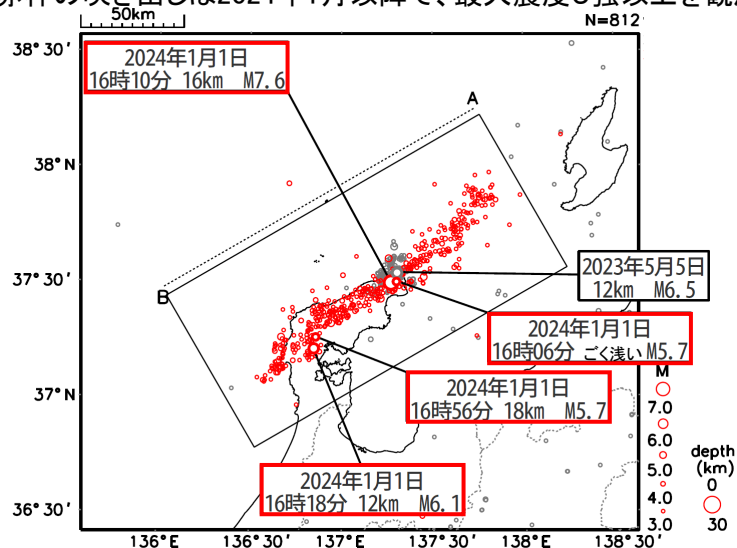 50km
N=812
38°30′
2024年1月1日
16時10分 16km M7.6
A
38°N
37°30′
B
2023年5月5日
12km M6.5
2024年1月1日
16時06分 ごく浅い M5.7
37°N
2024年1月1日
16時56分 18km M5.7
2024年1月1日
16時18分 12km M6.1
M
7.0
6.0
5.0
4.0
3.0
depth
(km)
0
30
36°30′
136°E
136°30′
137°E
137°30′
138°E
138°30′